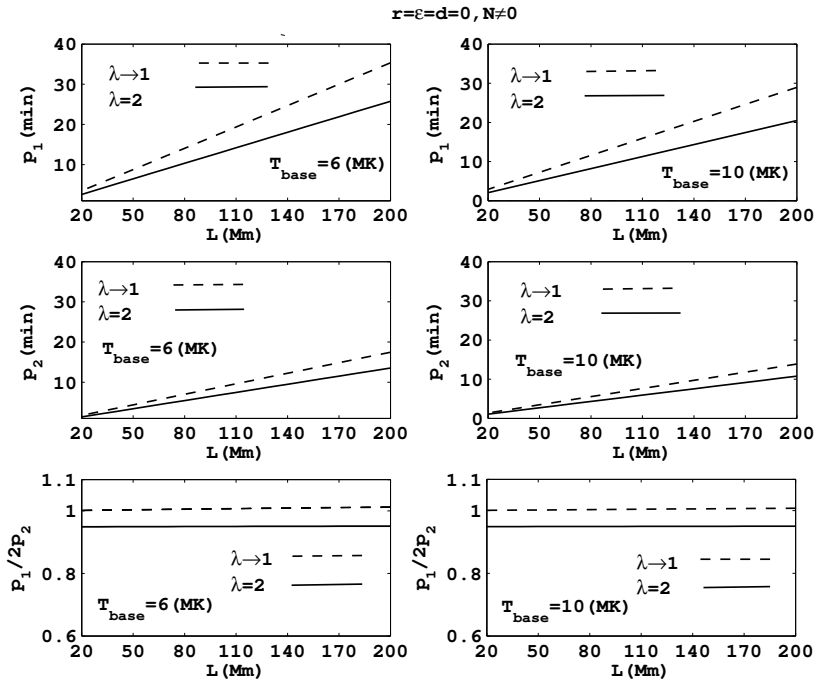 r=ε=d=0,N≠0
40
30
20
10
p₁(min)
λ→1
λ=2
T_base=6(MK)
20 50 80 110 140 170 200
L(Mm)
40
30
20
10
0
p₁(min)
λ→1
λ=2
T_base=10(MK)
20 50 80 110 140 170 200
L(Mm)
40
30
20
10
p₂(min)
λ→1
λ=2
T_base=6(MK)
20 50 80 110 140 170 200
L(Mm)
40
30
20
10
0
p₂(min)
λ→1
λ=2
T_base=10(MK)
20 50 80 110 140 170 200
L(Mm)
1.1
1
0.8
0.6
p₁/2p₂
λ→1
λ=2
T_base=6(MK)
20 50 80 110 140 170 200
L(Mm)
1.1
1
0.8
0.6
p₁/2p₂
λ→1
λ=2
T_base=10(MK)
20 50 80 110 140 170 200
L(Mm)